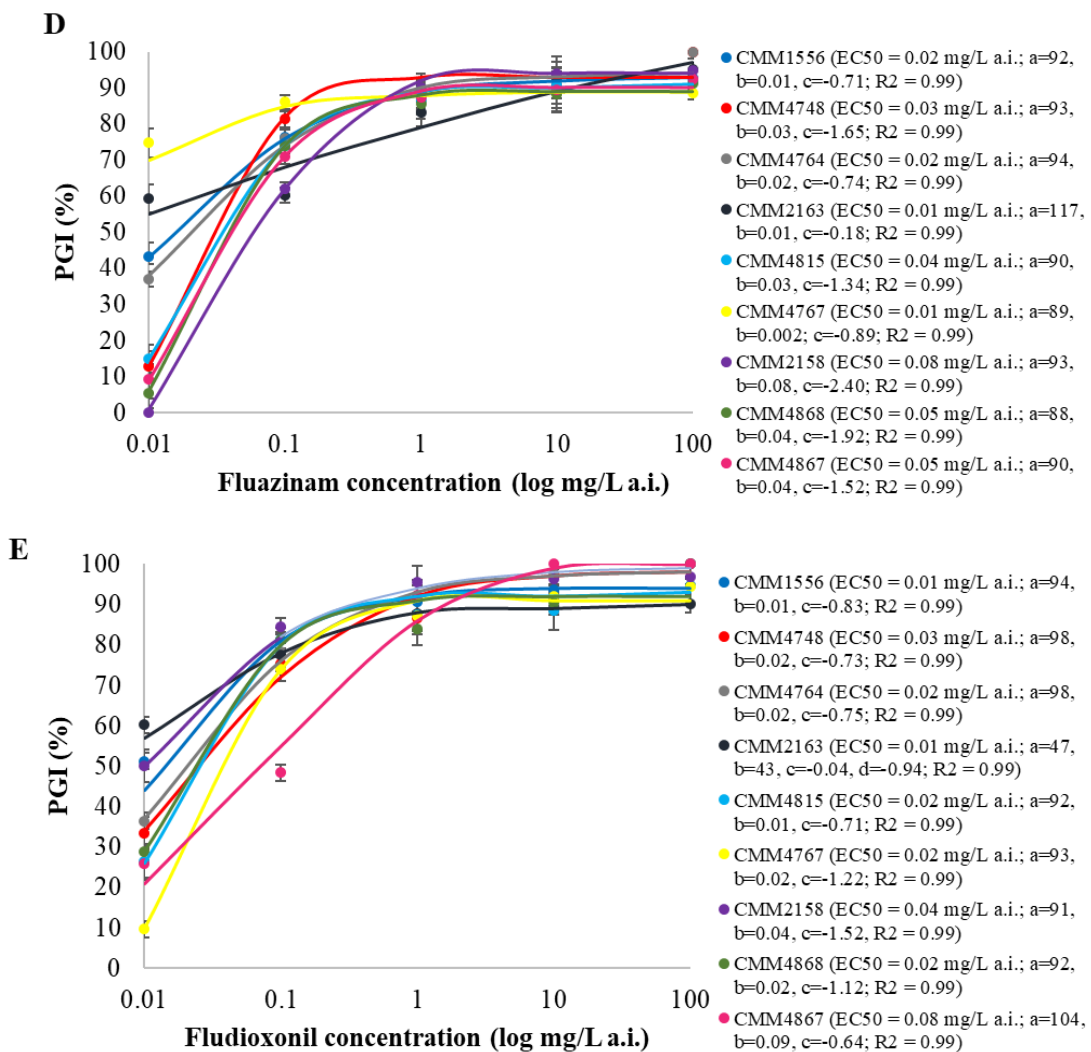 D
100
90
80
70
60
50
40
30
20
10
0
PGI (%)
0.01 0.1 1 10 100
Fluazinam concentration (log mg/L a.i.)
CMM1556 (EC50 = 0.02 mg/L a.i.; a=92,
b=0.01, c=-0.71; R2 = 0.99)
CMM4748 (EC50 = 0.03 mg/L a.i.; a=93,
b=0.03, c=-1.65; R2 = 0.99)
CMM4764 (EC50 = 0.02 mg/L a.i.; a=94,
b=0.02, c=-0.74; R2 = 0.99)
CMM2163 (EC50 = 0.01 mg/L a.i.; a=117,
b=0.01, c=-0.18; R2 = 0.99)
CMM4815 (EC50 = 0.04 mg/L a.i.; a=90,
b=0.03, c=-1.34; R2 = 0.99)
CMM4767 (EC50 = 0.01 mg/L a.i.; a=89,
b=0.002; c=-0.89; R2 = 0.99)
CMM2158 (EC50 = 0.08 mg/L a.i.; a=93,
b=0.08, c=-2.40; R2 = 0.99)
CMM4868 (EC50 = 0.05 mg/L a.i.; a=88,
b=0.04, c=-1.92; R2 = 0.99)
CMM4867 (EC50 = 0.05 mg/L a.i.; a=90,
b=0.04, c=-1.52; R2 = 0.99)
E
100
90
80
70
60
50
40
30
20
10
0
PGI (%)
0.01 0.1 1 10 100
Fludioxonil concentration (log mg/L a.i.)
CMM1556 (EC50 = 0.01 mg/L a.i.; a=94,
b=0.01, c=-0.83; R2 = 0.99)
CMM4748 (EC50 = 0.03 mg/L a.i.; a=98,
b=0.02, c=-0.73; R2 = 0.99)
CMM4764 (EC50 = 0.02 mg/L a.i.; a=98,
b=0.02, c=-0.75; R2 = 0.99)
CMM2163 (EC50 = 0.01 mg/L a.i.; a=47,
b=43, c=-0.04, d=-0.94; R2 = 0.99)
CMM4815 (EC50 = 0.02 mg/L a.i.; a=92,
b=0.01, c=-0.71; R2 = 0.99)
CMM4767 (EC50 = 0.02 mg/L a.i.; a=93,
b=0.02, c=-1.22; R2 = 0.99)
CMM2158 (EC50 = 0.04 mg/L a.i.; a=91,
b=0.04, c=-1.52, R2 = 0.99)
CMM4868 (EC50 = 0.02 mg/L a.i.; a=92,
b=0.02, c=-1.12; R2 = 0.99)
CMM4867 (EC50 = 0.08 mg/L a.i.; a=104,
b=0.09, c=-0.64; R2 = 0.99)